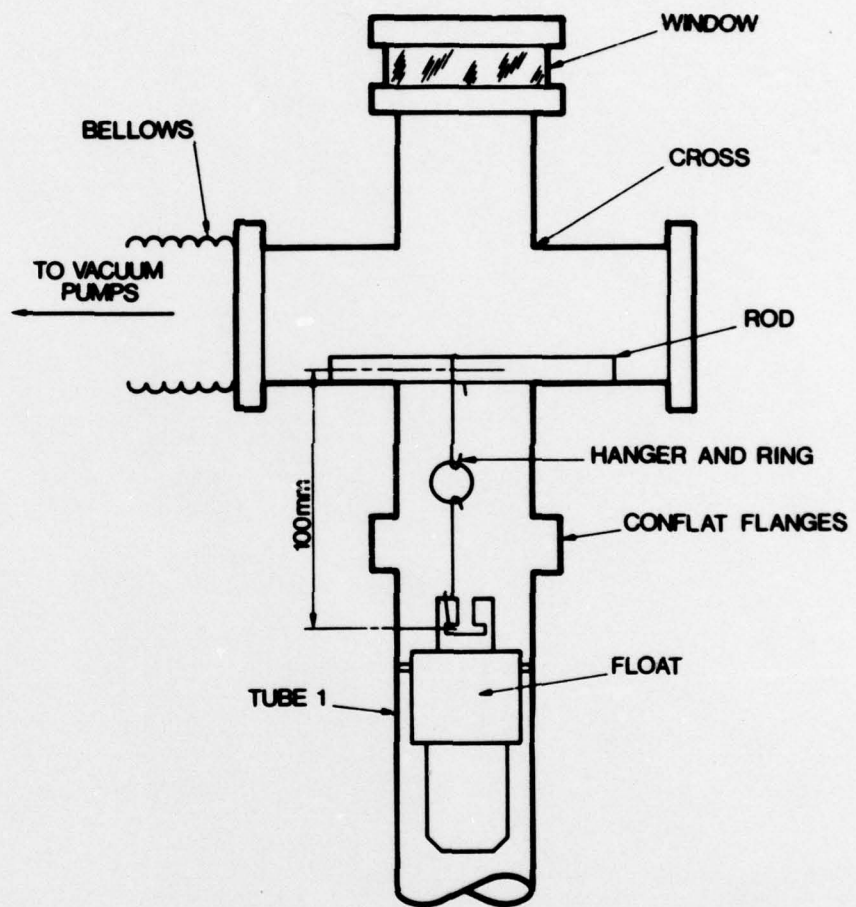 WINDOW
BELLOWS
CROSS
TO VACUUM
PUMPS
ROD
HANGER AND RING
100mm
CONFLAT FLANGES
FLOAT
TUBE 1